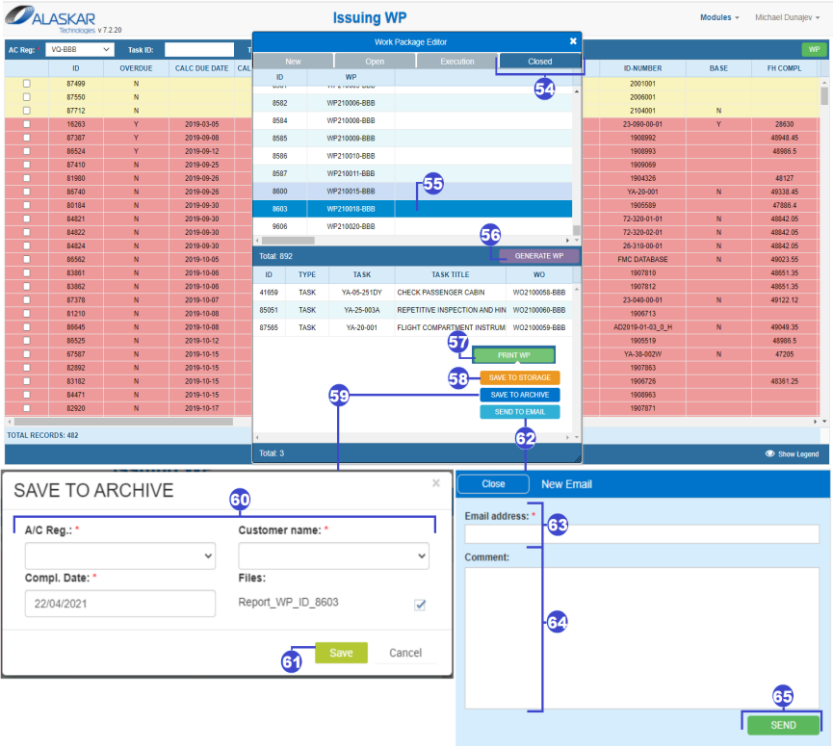 ALASKAR
Technologies v 7.2.20
Issuing WP
Modules
Michael Dunajev
AC Reg: * VQ-BBB Task ID: WP
Work Package Editor ×
New Open Execution Closed
54
ID OVERDUE CALC DUE DATE CAL
ID WP
ID-NUMBER BASE FH COMPL
87499 N 2001001
87550 N 2006001
87712 N 2104001 N
16263 Y 2019-03-05 23-090-00-01 Y 28630
87387 Y 2019-09-08 1908992 48948.45
86524 Y 2019-09-12 1908993 48986.5
87410 N 2019-09-25 1909069
81980 N 2019-09-26 1904326 48127
86740 N 2019-09-26 YA-20-001 N 49338.45
80184 N 2019-09-30 1905589 47886.4
84821 N 2019-09-30 72-320-01-01 N 48842.05
84822 N 2019-09-30 72-320-02-01 N 48842.05
84824 N 2019-09-30 26-310-00-01 N 48842.05
86562 N 2019-10-05 FMC DATABASE N 49023.55
83861 N 2019-10-06 1907810 48651.35
83862 N 2019-10-06 1907812 48651.35
87378 N 2019-10-07 23-040-00-01 N 49122.12
81210 N 2019-10-08 1906713
86645 N 2019-10-08 AD2019-01-03_0_H N 49049.35
86525 N 2019-10-12 1905519 48986.5
67587 N 2019-10-15 YA-38-002W N 47205
82892 N 2019-10-15 1907863
83182 N 2019-10-15 1906726 48361.25
84471 N 2019-10-15 1908963
82920 N 2019-10-17 1907871
8582 WP210006-BBB
8584 WP210008-BBB
8585 WP210009-BBB
8586 WP210010-BBB
8587 WP210011-BBB
8600 WP210015-BBB
55
8603 WP210018-BBB
9606 WP210020-BBB
56
Total: 892 GENERATE WP
ID TYPE TASK TASK TITLE WO
41659 TASK YA-05-251DY CHECK PASSENGER CABIN WO2100058-BBB
85051 TASK YA-25-003A REPETITIVE INSPECTION AND HIN WO2100060-BBB
87565 TASK YA-20-001 FLIGHT COMPARTMENT INSTRUM WO2100059-BBB
57
PRINT WP
58
SAVE TO STORAGE
59
SAVE TO ARCHIVE
SEND TO EMAIL
62
Total: 3
TOTAL RECORDS: 482
Show Legend
SAVE TO ARCHIVE ×
60
A/C Reg.: * Customer name: *
Compl. Date: * Files:
22/04/2021 Report_WP_ID_8603
61
Save Cancel
Close New Email
Email address: *
63
Comment:
64
65
SEND